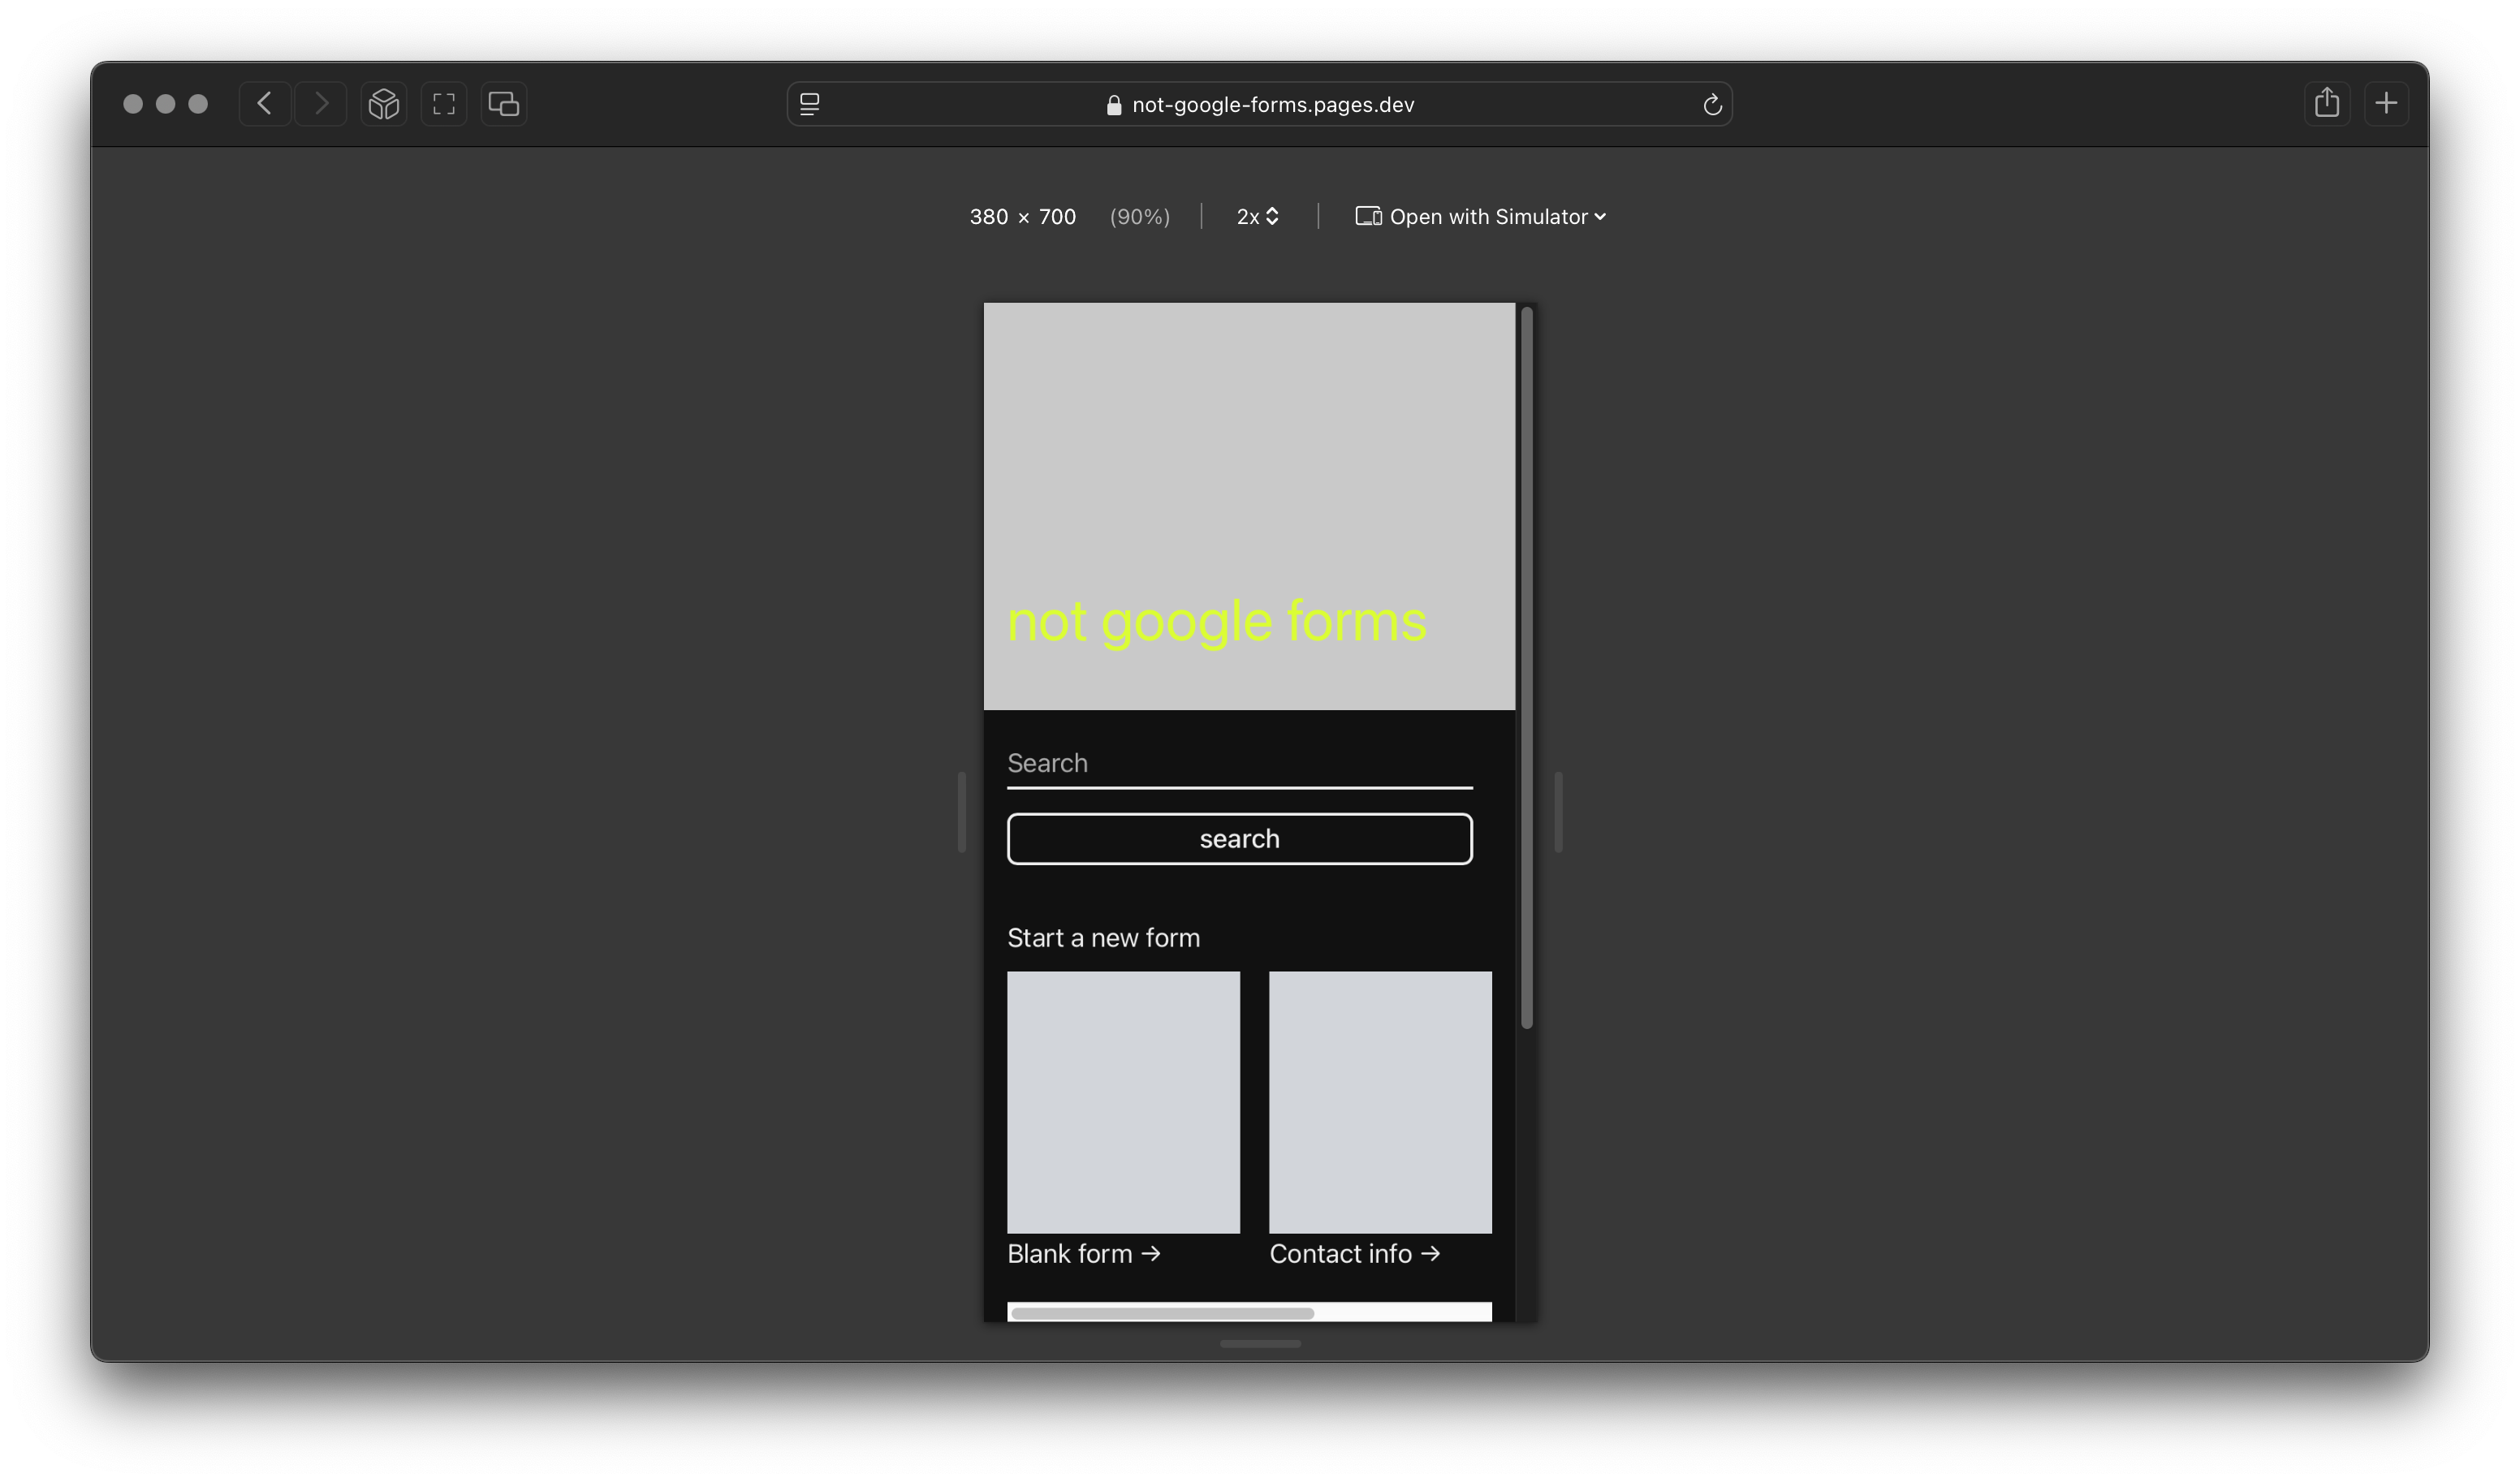 not-google-forms.pages.dev
380 × 700 (90%) 2x Open with Simulator
not google forms
Search
search
Start a new form
Blank form →
Contact info →